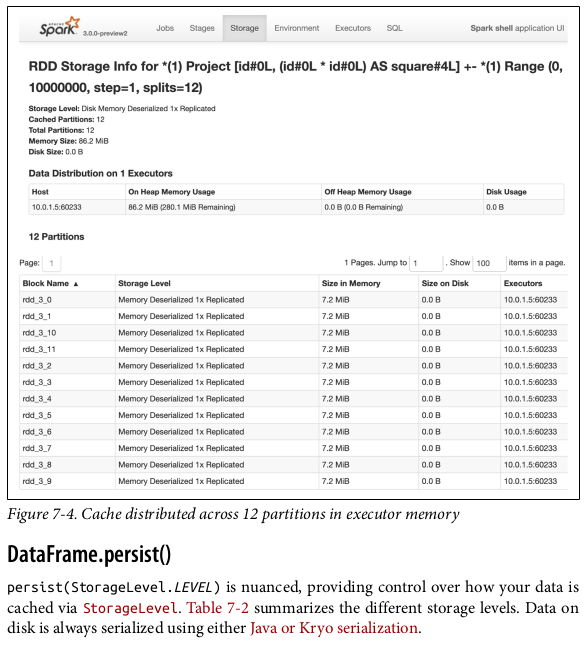 APACHE
Spark 3.0.0-preview2 Jobs Stages Storage Environment Executors SQL Spark shell application UI
RDD Storage Info for *(1) Project [id#0L, (id#0L * id#0L) AS square#4L] +- *(1) Range (0,
10000000, step=1, splits=12)
Storage Level: Disk Memory Deserialized 1x Replicated
Cached Partitions: 12
Total Partitions: 12
Memory Size: 86.2 MiB
Disk Size: 0.0 B
Data Distribution on 1 Executors
Host On Heap Memory Usage Off Heap Memory Usage Disk Usage
10.0.1.5:60233 86.2 MiB (280.1 MiB Remaining) 0.0 B (0.0 B Remaining) 0.0 B
12 Partitions
Page: 1 1 Pages. Jump to 1 . Show 100 items in a page.
Block Name ▲ Storage Level Size in Memory Size on Disk Executors
rdd_3_0 Memory Deserialized 1x Replicated 7.2 MiB 0.0 B 10.0.1.5:60233
rdd_3_1 Memory Deserialized 1x Replicated 7.2 MiB 0.0 B 10.0.1.5:60233
rdd_3_10 Memory Deserialized 1x Replicated 7.2 MiB 0.0 B 10.0.1.5:60233
rdd_3_11 Memory Deserialized 1x Replicated 7.2 MiB 0.0 B 10.0.1.5:60233
rdd_3_2 Memory Deserialized 1x Replicated 7.2 MiB 0.0 B 10.0.1.5:60233
rdd_3_3 Memory Deserialized 1x Replicated 7.2 MiB 0.0 B 10.0.1.5:60233
rdd_3_4 Memory Deserialized 1x Replicated 7.2 MiB 0.0 B 10.0.1.5:60233
rdd_3_5 Memory Deserialized 1x Replicated 7.2 MiB 0.0 B 10.0.1.5:60233
rdd_3_6 Memory Deserialized 1x Replicated 7.2 MiB 0.0 B 10.0.1.5:60233
rdd_3_7 Memory Deserialized 1x Replicated 7.2 MiB 0.0 B 10.0.1.5:60233
rdd_3_8 Memory Deserialized 1x Replicated 7.2 MiB 0.0 B 10.0.1.5:60233
rdd_3_9 Memory Deserialized 1x Replicated 7.2 MiB 0.0 B 10.0.1.5:60233
Figure 7-4. Cache distributed across 12 partitions in executor memory
DataFrame.persist()
persist(StorageLevel.LEVEL) is nuanced, providing control over how your data is
cached via StorageLevel. Table 7-2 summarizes the different storage levels. Data on
disk is always serialized using either Java or Kryo serialization.